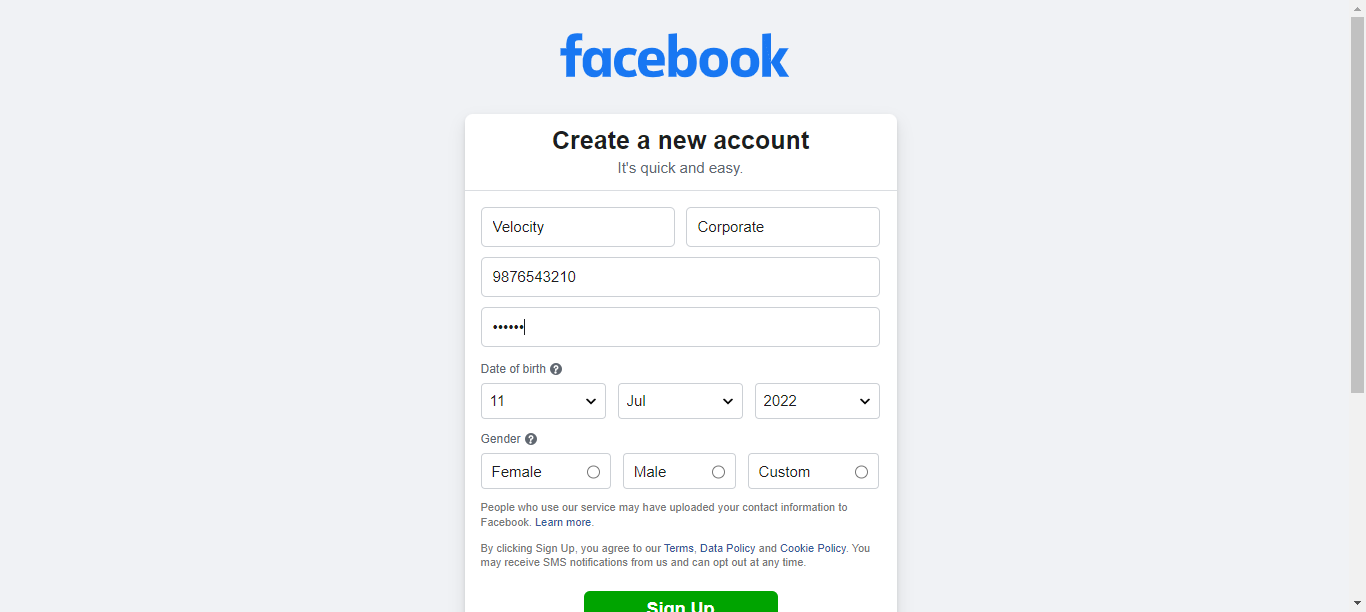 facebook
Create a new account
It's quick and easy.
Velocity Corporate
9876543210
••••••
Date of birth ?
11 Jul 2022
Gender ?
Female Male Custom
People who use our service may have uploaded your contact information to
Facebook. Learn more.
By clicking Sign Up, you agree to our Terms, Data Policy and Cookie Policy. You
may receive SMS notifications from us and can opt out at any time.
Sign Up